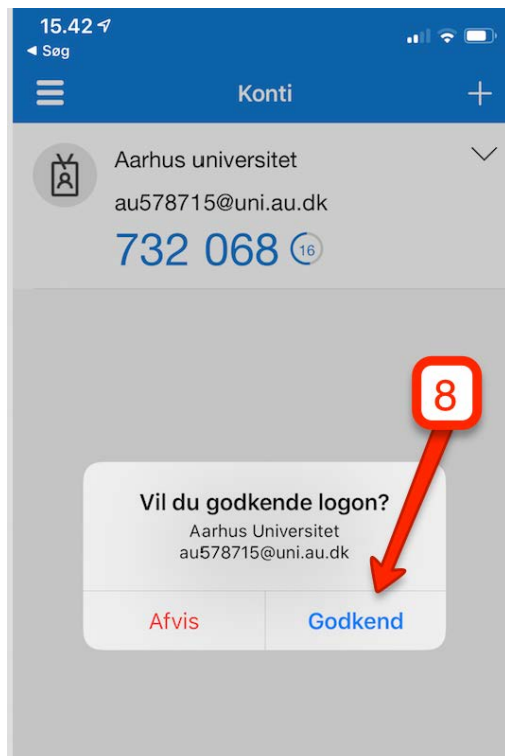 15.42
Søg
Konti
Aarhus universitet
au578715@uni.au.dk
732 068 16
8
Vil du godkende logon?
Aarhus Universitet
au578715@uni.au.dk
Afvis Godkend